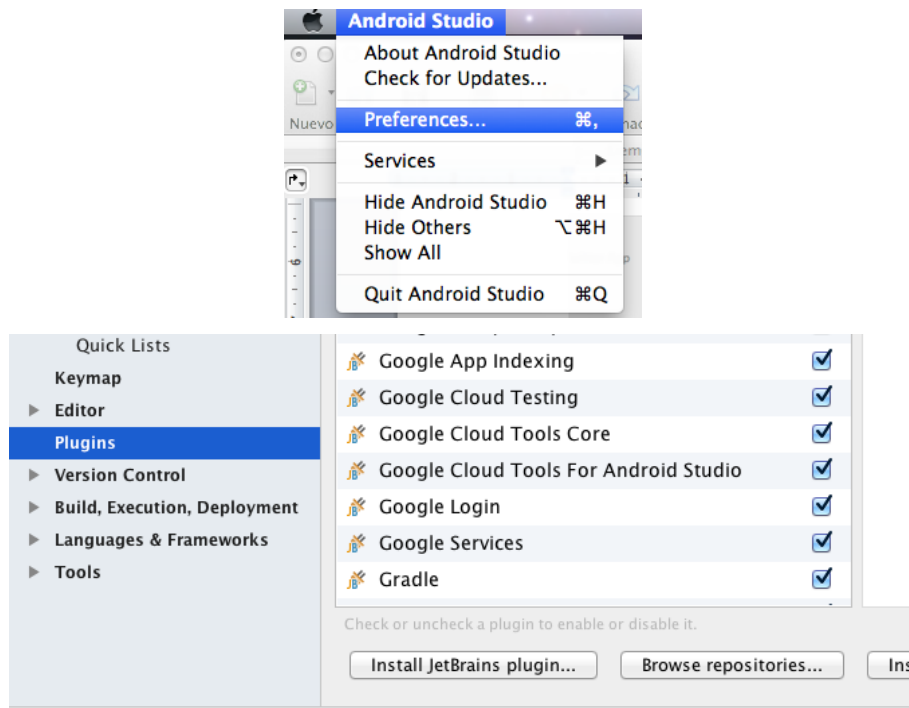 Android Studio
About Android Studio
Check for Updates...
Nuevo
Preferences... ⌘,
Services
1
Hide Android Studio ⌘H
Hide Others ⌥⌘H
Show All
Quit Android Studio ⌘Q
Quick Lists
Keymap
Editor
Plugins
Version Control
Build, Execution, Deployment
Languages & Frameworks
Tools
Google App Indexing
Google Cloud Testing
Google Cloud Tools Core
Google Cloud Tools For Android Studio
Google Login
Google Services
Gradle
Check or uncheck a plugin to enable or disable it.
Install JetBrains plugin...
Browse repositories...
Ins